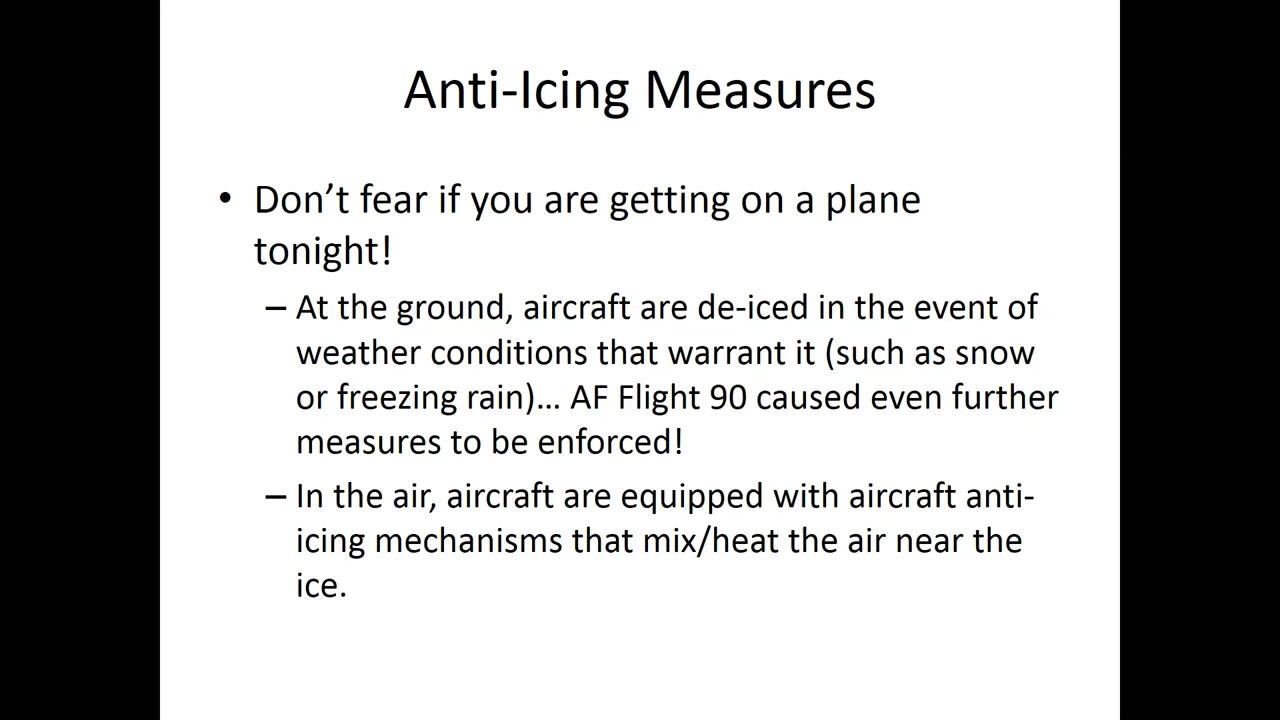 Anti-Icing Measures
• Don’t fear if you are getting on a plane
tonight!
– At the ground, aircraft are de-iced in the event of
weather conditions that warrant it (such as snow
or freezing rain)… AF Flight 90 caused even further
measures to be enforced!
– In the air, aircraft are equipped with aircraft anti-
icing mechanisms that mix/heat the air near the
ice.